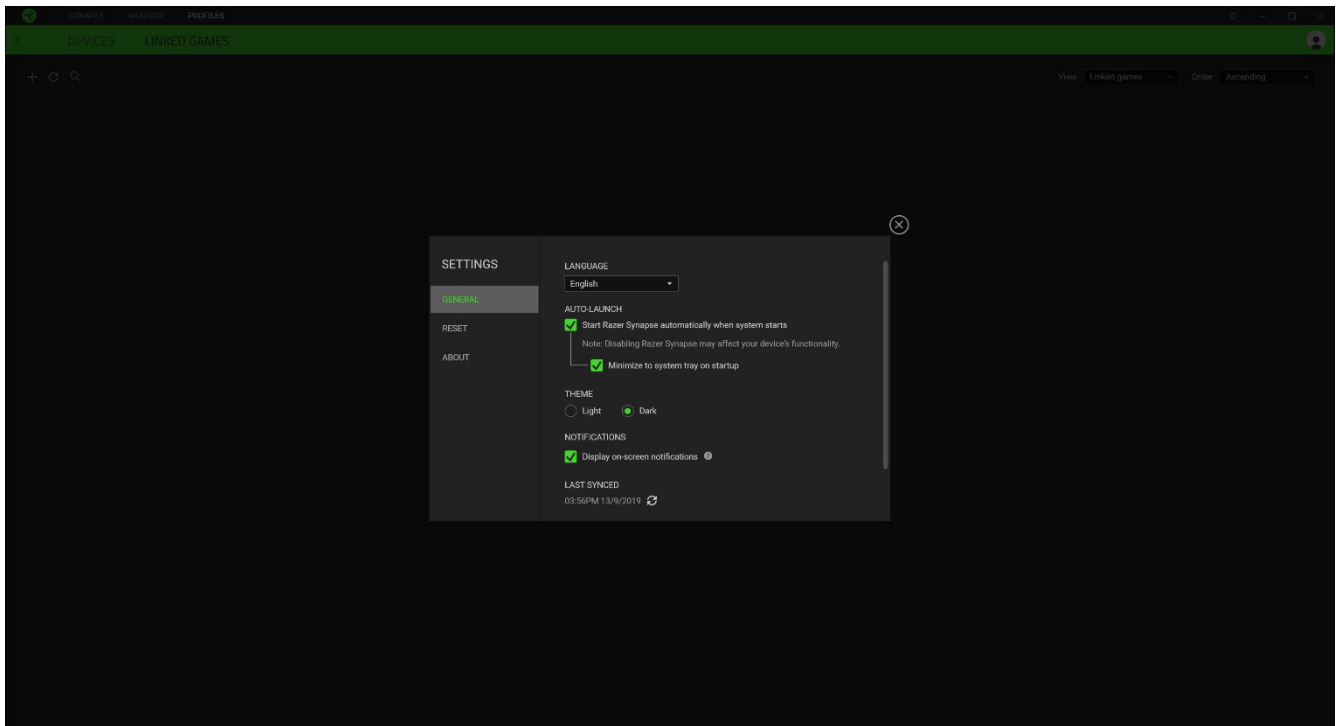 SYNAPSE MONITOR PROFILES
DEVICES LINKED GAMES
View Linked games Order Ascending
SETTINGS
GENERAL
RESET
ABOUT
LANGUAGE
English
AUTO-LAUNCH
Start Razer Synapse automatically when system starts
Note: Disabling Razer Synapse may affect your device's functionality.
Minimize to system tray on startup
THEME
Light Dark
NOTIFICATIONS
Display on-screen notifications
LAST SYNCED
03:56PM 13/9/2019